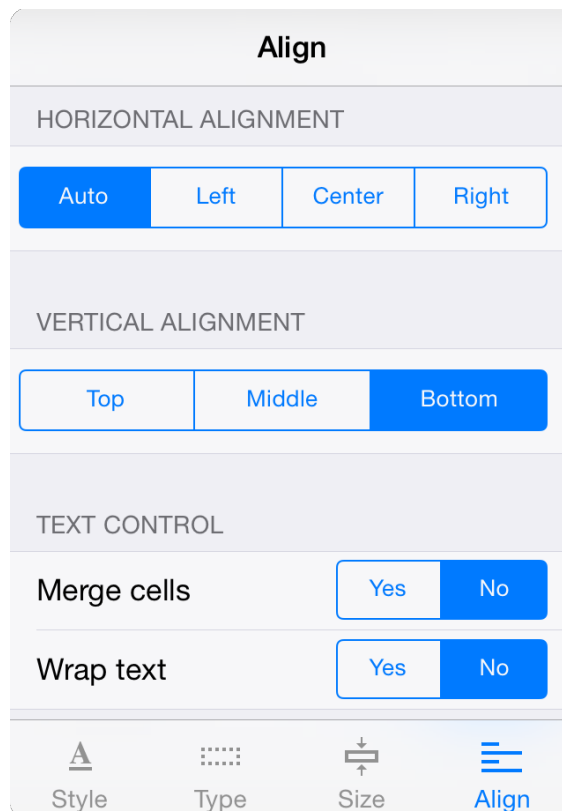 Align
HORIZONTAL ALIGNMENT
Auto Left Center Right
VERTICAL ALIGNMENT
Top Middle Bottom
TEXT CONTROL
Merge cells Yes No
Wrap text Yes No
A
Style Type Size Align